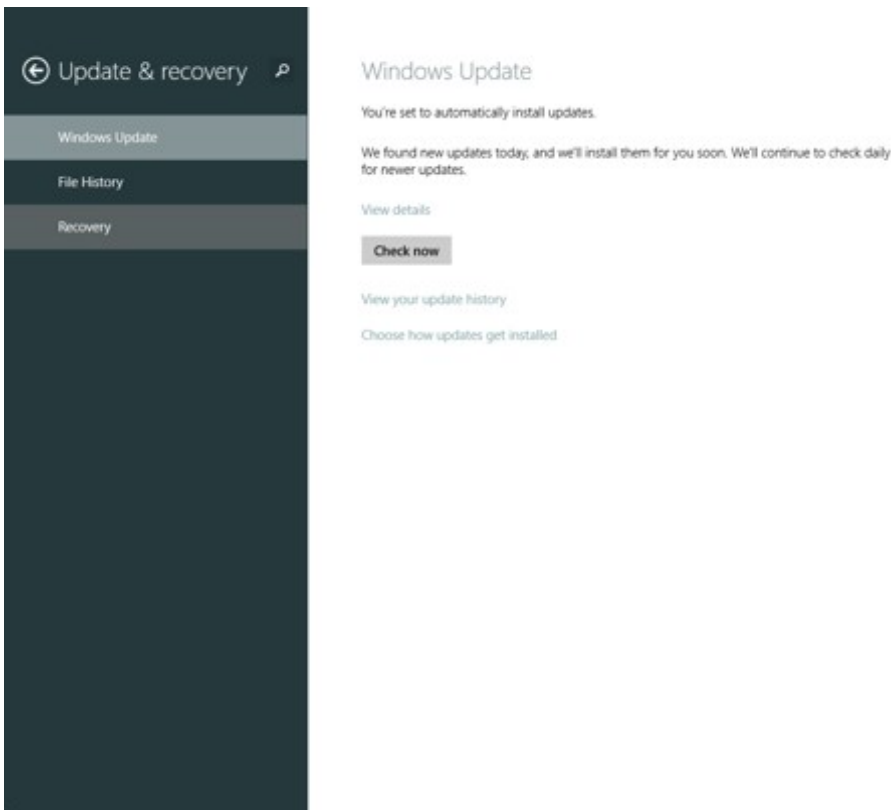 Update & recovery
Windows Update
File History
Recovery
Windows Update
You're set to automatically install updates.
We found new updates today, and we'll install them for you soon. We'll continue to check daily
for newer updates.
View details
Check now
View your update history
Choose how updates get installed